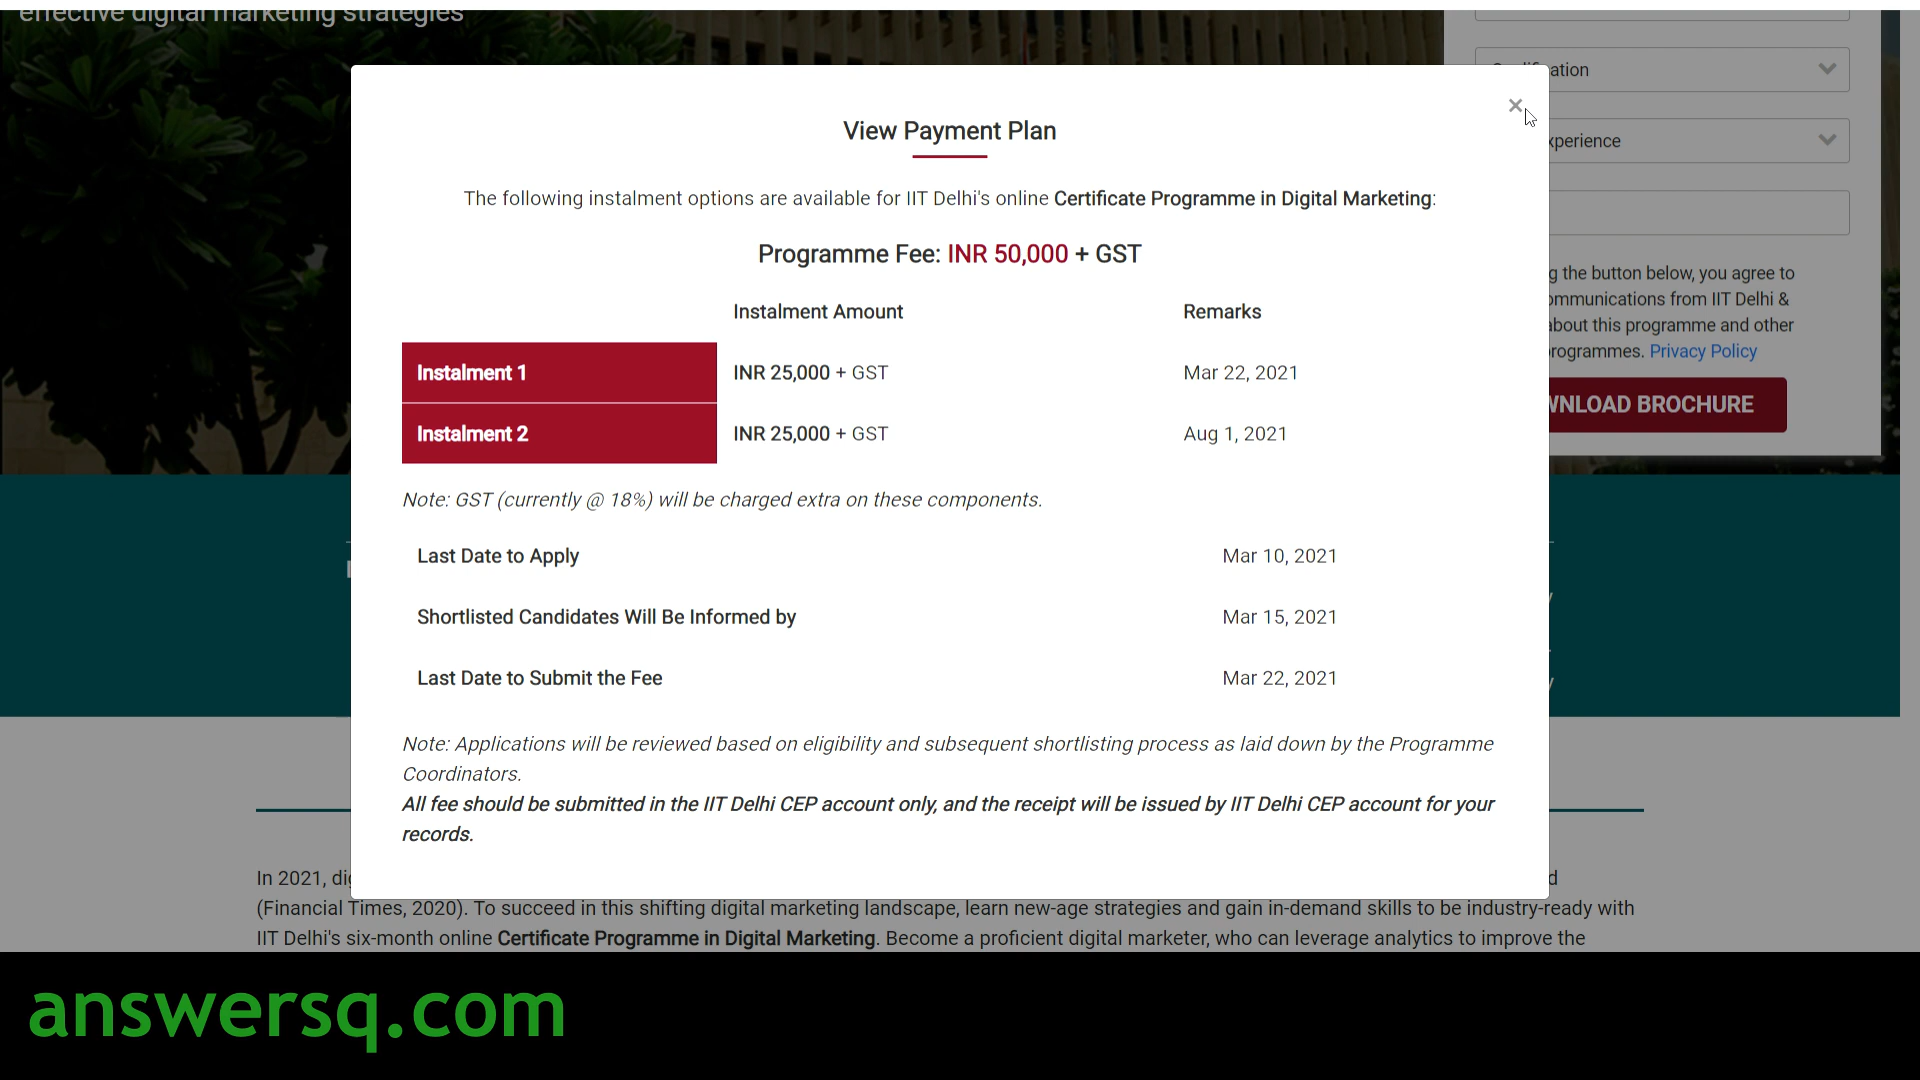 effective digital marketing strategies
ation
×
View Payment Plan
xperience
The following instalment options are available for IIT Delhi's online Certificate Programme in Digital Marketing:
Programme Fee: INR 50,000 + GST
g the button below, you agree to
ommunications from IIT Delhi &
about this programme and other
rogrammes. Privacy Policy
Instalment Amount Remarks
Instalment 1 INR 25,000 + GST Mar 22, 2021
WNLOAD BROCHURE
Instalment 2 INR 25,000 + GST Aug 1, 2021
Note: GST (currently @ 18%) will be charged extra on these components.
Last Date to Apply Mar 10, 2021
Shortlisted Candidates Will Be Informed by Mar 15, 2021
Last Date to Submit the Fee Mar 22, 2021
Note: Applications will be reviewed based on eligibility and subsequent shortlisting process as laid down by the Programme
Coordinators.
All fee should be submitted in the IIT Delhi CEP account only, and the receipt will be issued by IIT Delhi CEP account for your
records.
In 2021, dig d
(Financial Times, 2020). To succeed in this shifting digital marketing landscape, learn new-age strategies and gain in-demand skills to be industry-ready with
IIT Delhi's six-month online Certificate Programme in Digital Marketing. Become a proficient digital marketer, who can leverage analytics to improve the
answersq.com